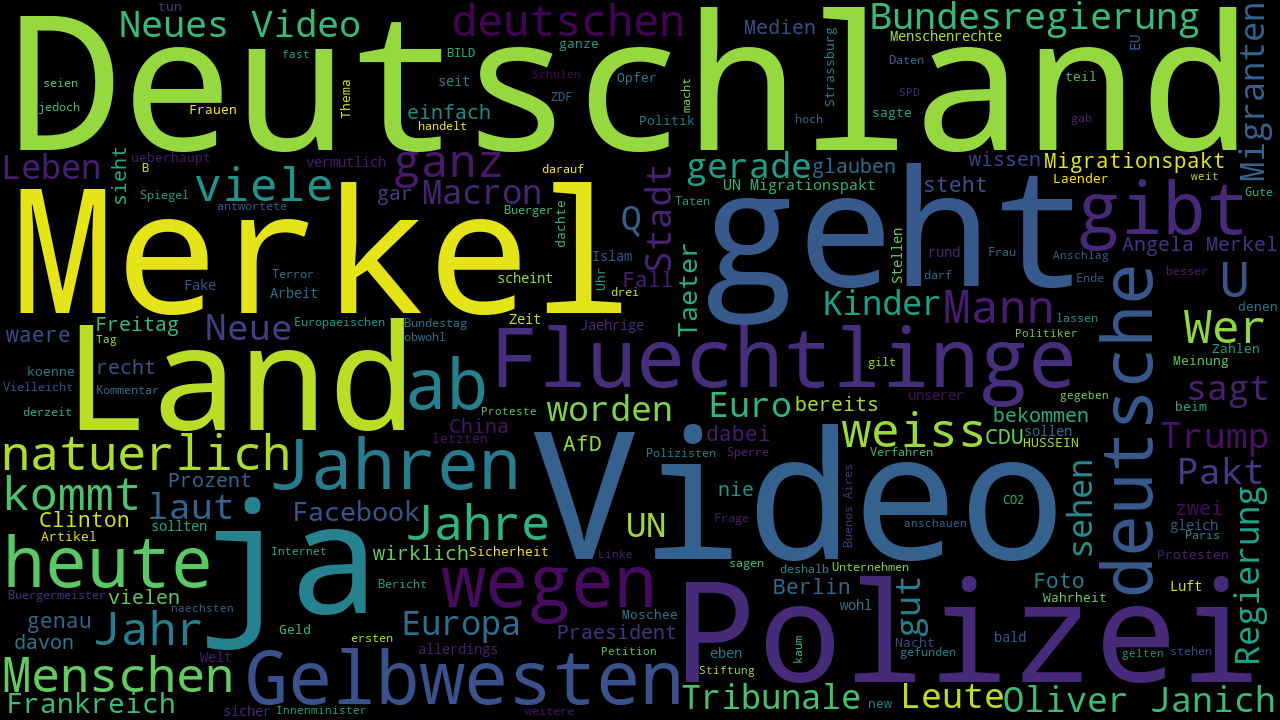 tun
Neues Video
deutschen
Medien
Bundesregierung
Menschenrechte
EU
Migranten
Deutschland
fast
ganze
BILD
seit
Schulen
Opfer
ZDF
Strassburg
Daten
SPD
teil
sagte
gab
seien
jedoch
Frauen
Thema
einfach
handelt
Politik
macht
hoch
Leben
sieht
ueberhaupt
B
Spiegel
viele
vermutlich
ganz
darauf
gerade
glauben
wissen
Migrationspakt
UN Migrationspakt
steht
Laender
weit
Gute
antwortete
gar
Macron
Buerger
dachte
Q
Stadt
Taten
Merkel
geht
gibt
Islam
Stellen
rund
Frau
Anschlag
Angela Merkel
Terror
Fake
Arbeit
scheint
Uhr
drei
Fall
Taeter
darf
Ende
besser
U
denen
Kinder
Mann
lassen
waere
Freitag
Tag
Neue
Europaeischen
Bundestag
obwohl
Zeit
Jaehrige
Politiker
Wer
Zahlen
Meinung
Land
Fluechtlinge
gilt
deutsche
koenne
recht
Vielleicht
Kommentar
ab
unserer
gegeben
sagt
derzeit
Proteste
worden
Euro
bereits
bekommen
beim
China
letzten
AfD
dabei
weiss
CDU
sollen
HUSSEIN
Trump
natuerlich
Jahren
Polizisten
Sperre
Verfahren
Video
Prozent
Pakt
kommt
laut
nie
CO2
sehen
zwei
Clinton
Facebook
Jahre
UN
Frage
Buenos Aires
anschauen
gleich
Regierung
sollten
Artikel
ja
Paris
heute
Internet
wirklich
Sicherheit
Linke
Protesten
sagen
deshalb
Unternehmen
Bericht
wegen
Berlin
Foto
Luft
Buergermeister
vielen
naechsten
Wahrheit
gut
wohl
genau
Jahr
Geld
Europa
Moschee
Polizei
davon
ersten
Praesident
kaum
Nacht
bald
Welt
allerdings
Petition
eben
gefunden
gelten
stehen
Menschen
Gelbwesten
Stiftung
Frankreich
sicher
Innenminister
weitere
Tribunale
new
Leute
Oliver Janich